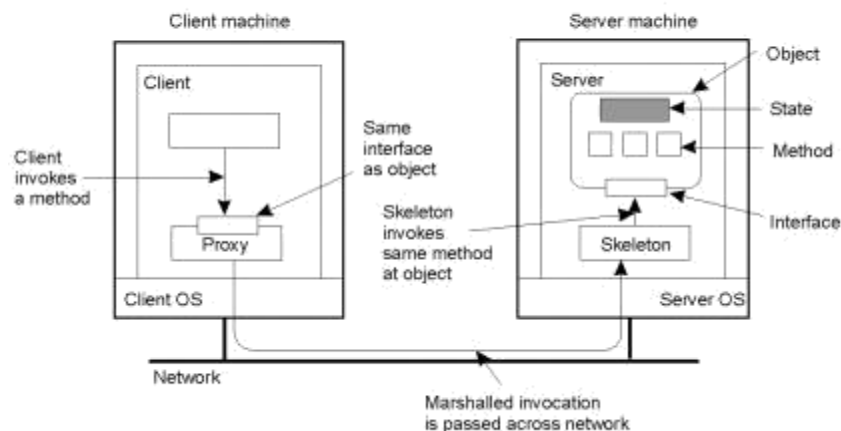 Client machine
Server machine
Object
Client
Server
State
Same
interface
as object
Client
invokes
a method
Method
Skeleton
invokes
same method
at object
Interface
Proxy
Skeleton
Client OS
Server OS
Network
Marshalled invocation
is passed across network